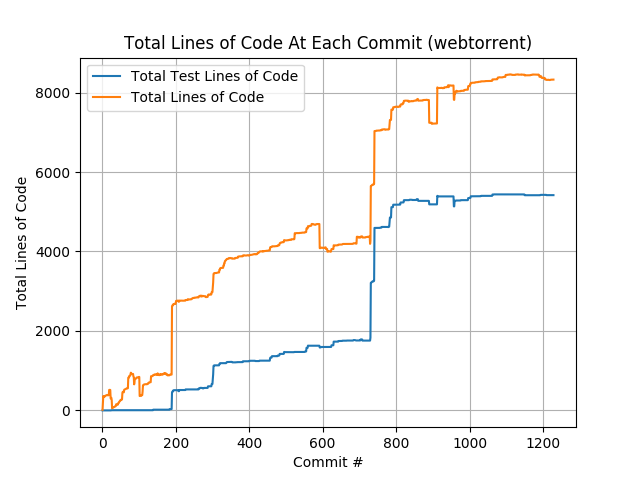 Total Lines of Code At Each Commit (webtorrent)
Total Test Lines of Code
Total Lines of Code
Total Lines of Code
8000
6000
4000
2000
0
0 200 400 600 800 1000 1200
Commit #